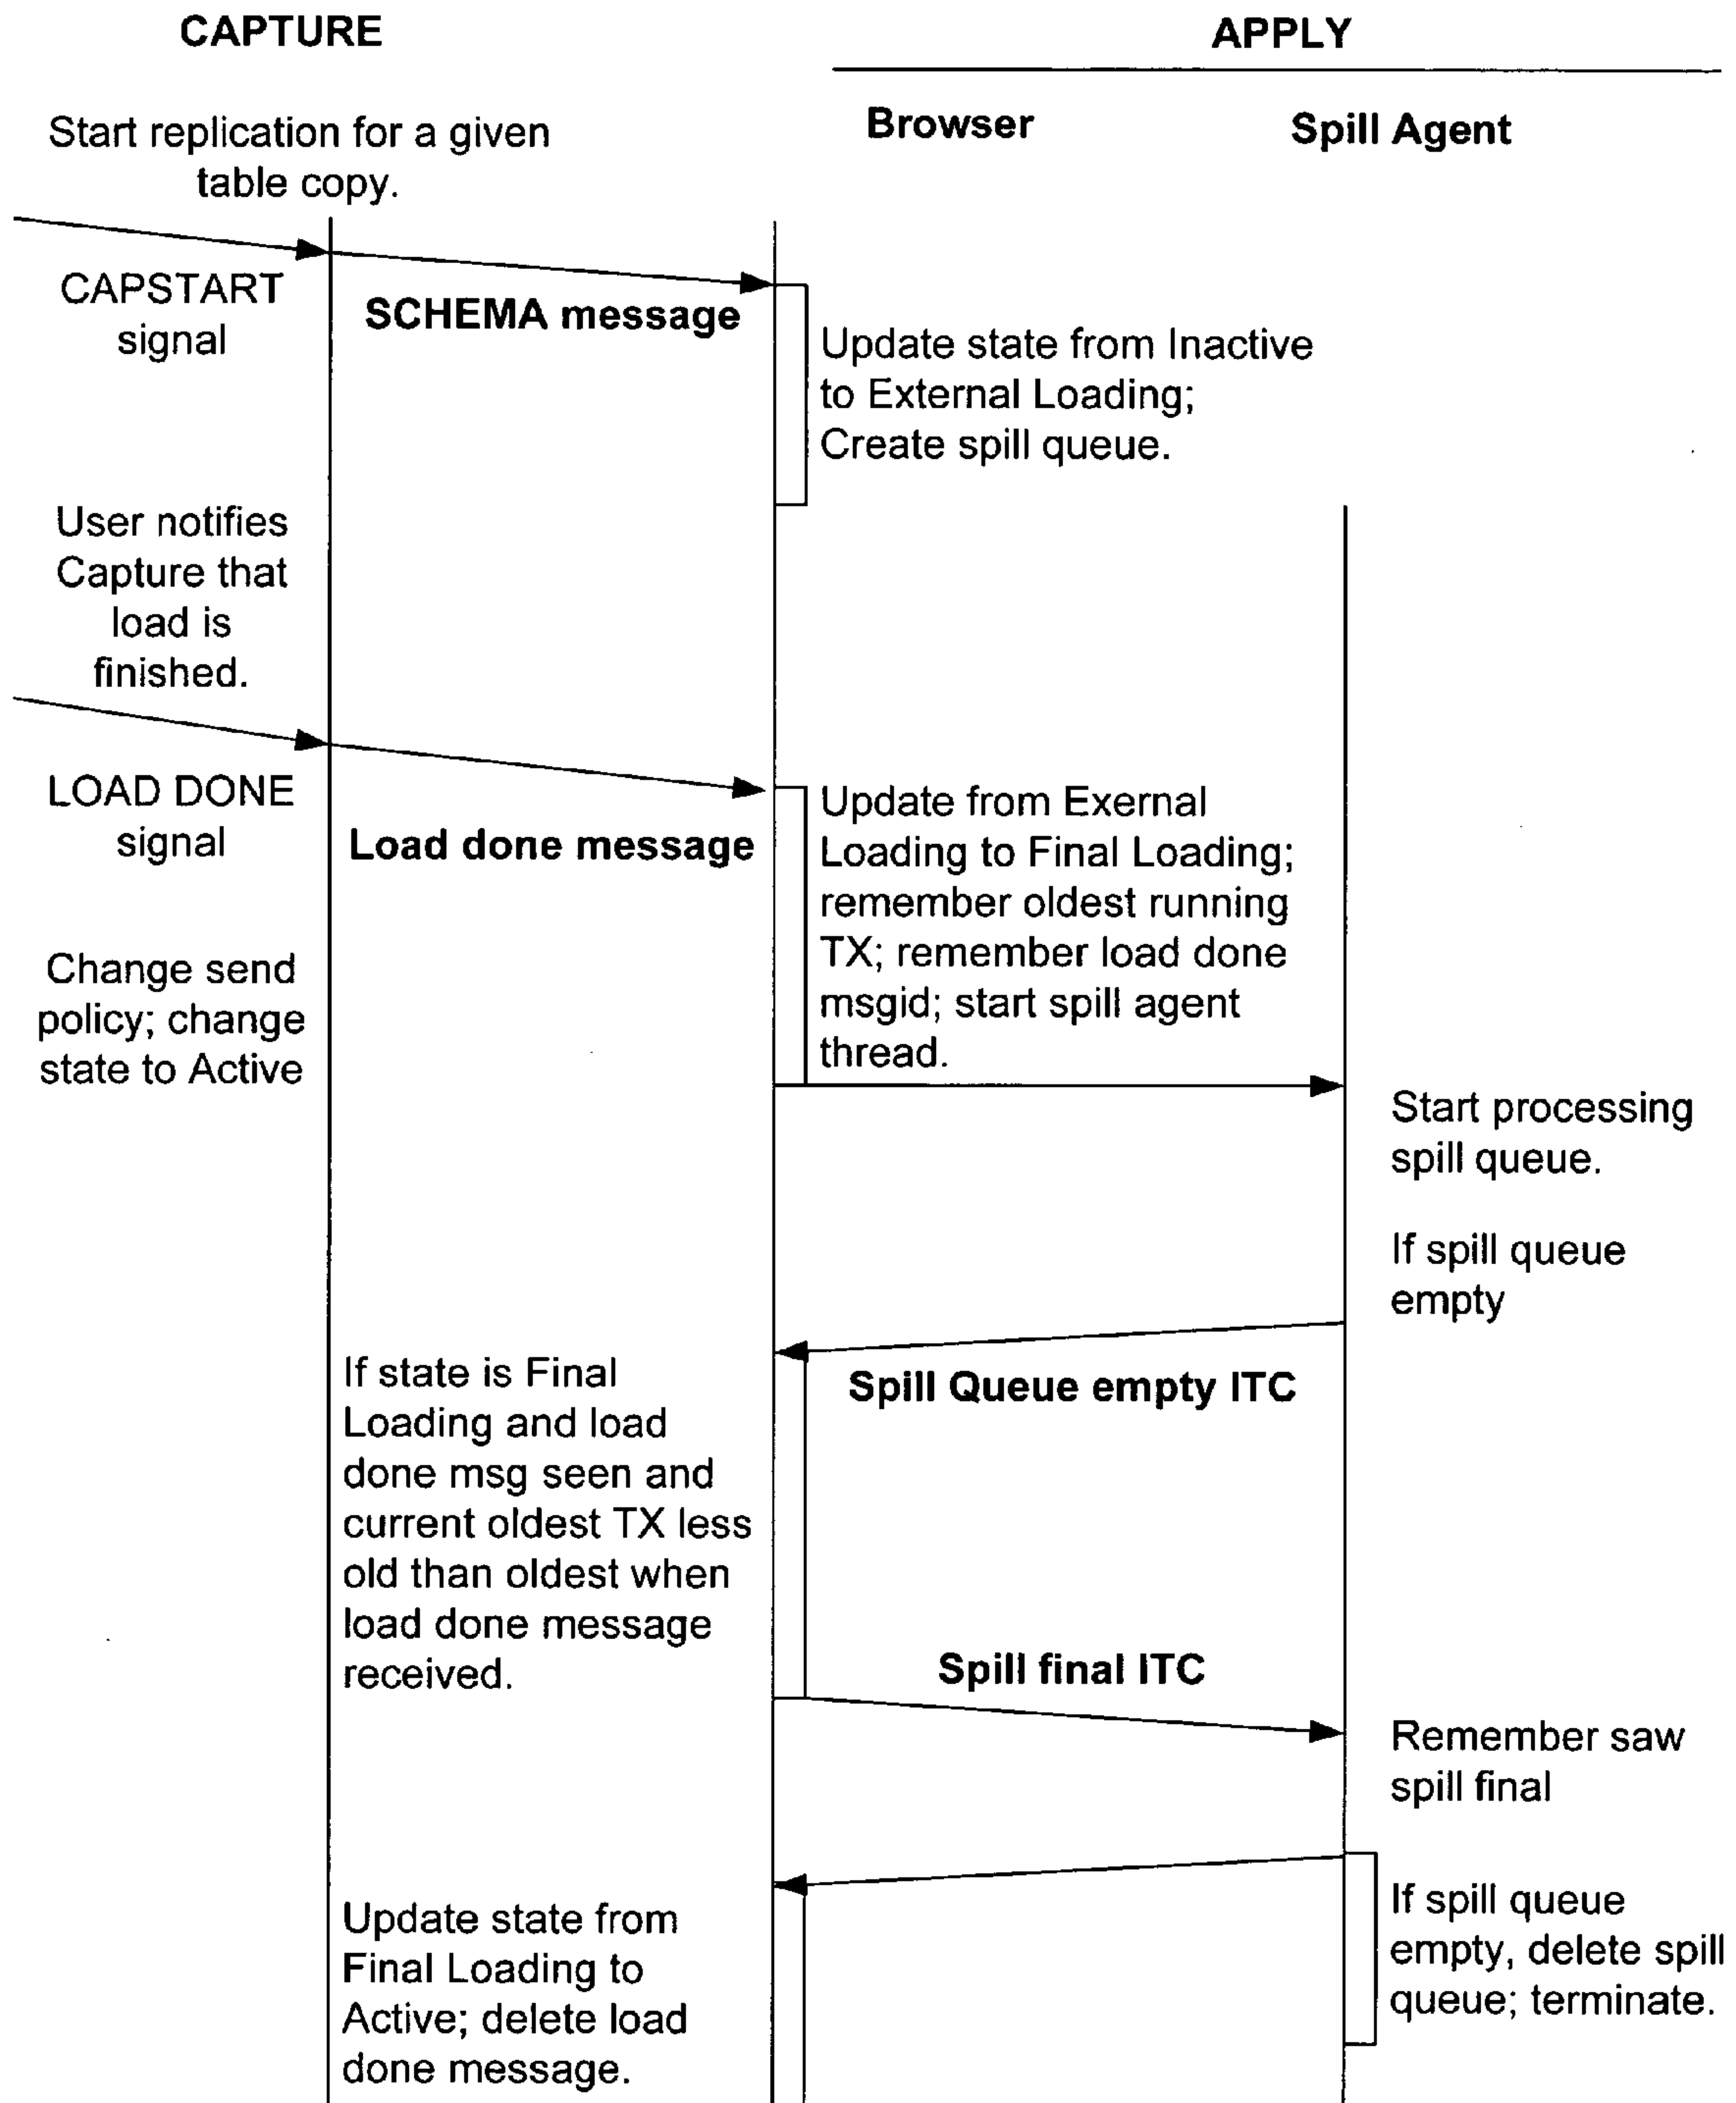 CAPTURE
APPLY
Browser
Spill Agent
Start replication for a given
table copy.
CAPSTART
signal
SCHEMA message
Update state from Inactive
to External Loading;
Create spill queue.
User notifies
Capture that
load is
finished.
LOAD DONE
signal
Load done message
Update from Exernal
Loading to Final Loading;
remember oldest running
TX; remember load done
msgid; start spill agent
thread.
Change send
policy; change
state to Active
Start processing
spill queue.
If spill queue
empty
Spill Queue empty ITC
If state is Final
Loading and load
done msg seen and
current oldest TX less
old than oldest when
load done message
received.
Spill final ITC
Remember saw
spill final
If spill queue
empty, delete spill
queue; terminate.
Update state from
Final Loading to
Active; delete load
done message.